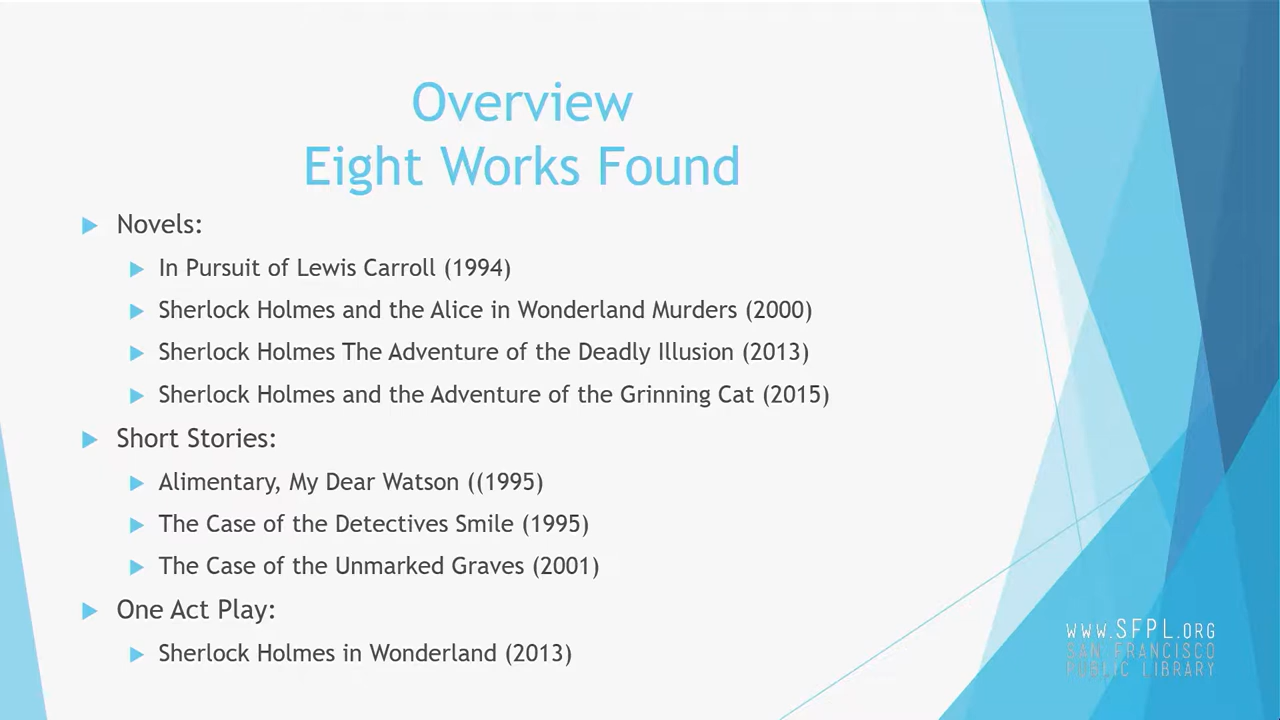 Overview
Eight Works Found
Novels:
In Pursuit of Lewis Carroll (1994)
Sherlock Holmes and the Alice in Wonderland Murders (2000)
Sherlock Holmes The Adventure of the Deadly Illusion (2013)
Sherlock Holmes and the Adventure of the Grinning Cat (2015)
Short Stories:
Alimentary, My Dear Watson ((1995)
The Case of the Detectives Smile (1995)
The Case of the Unmarked Graves (2001)
One Act Play:
Sherlock Holmes in Wonderland (2013)
WWW.SFPL.ORG
SAN FRANCISCO
PUBLIC LIBRARY